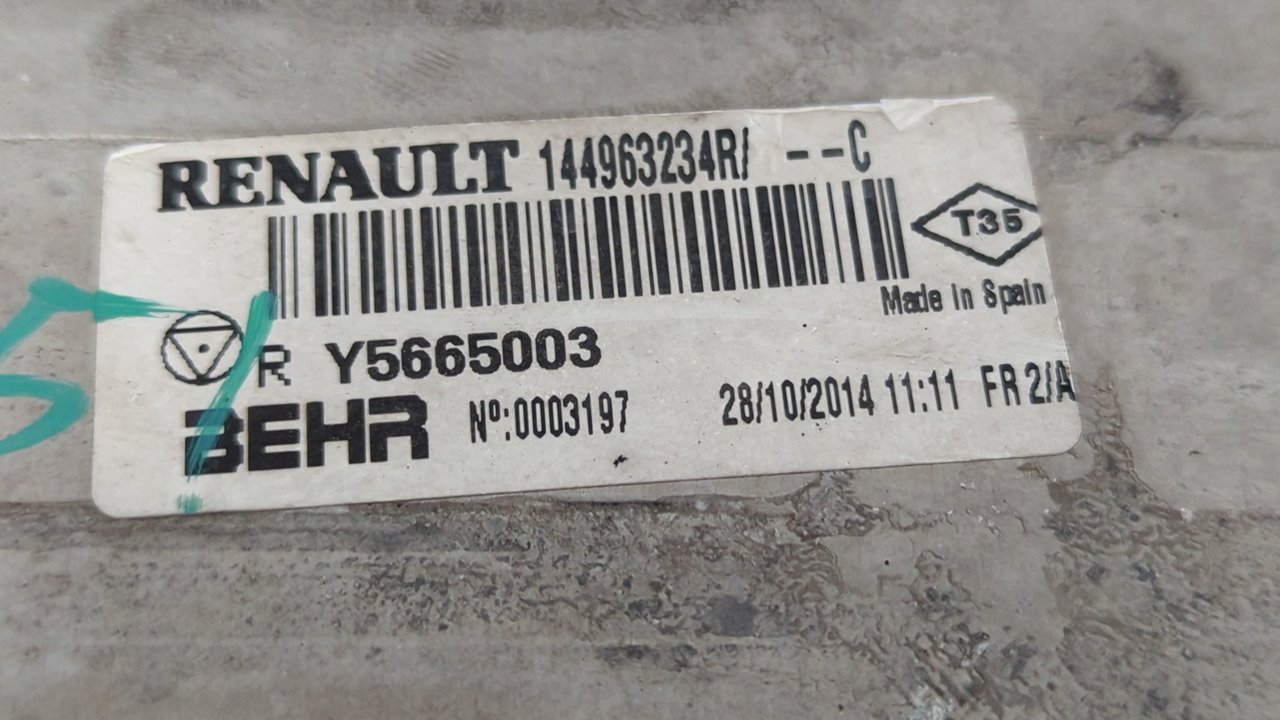 RENAULT 144963234R/ --C
T35
Made In Spain
R Y5665003
BEHR Nº:0003197 28/10/2014 11:11 FR 2/A